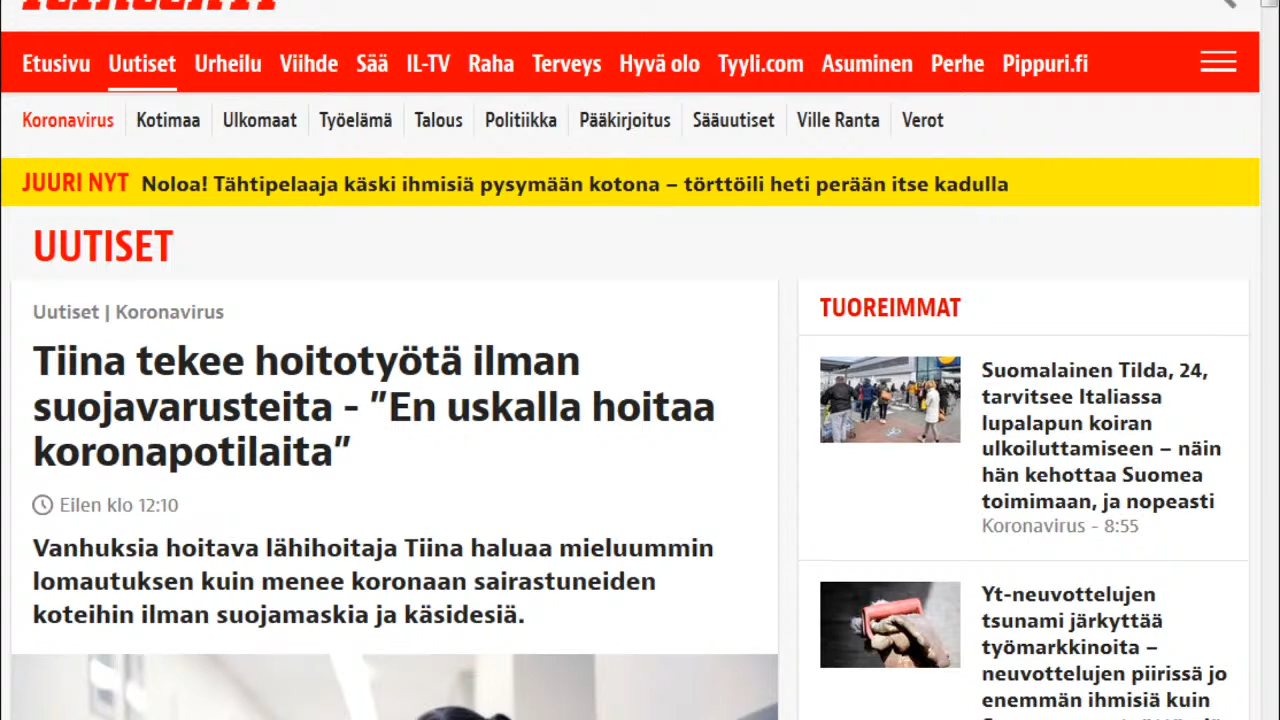 Etusivu Uutiset Urheilu Viihde Sää IL-TV Raha Terveys Hyvä olo Tyyli.com Asuminen Perhe Pippuri.fi
Koronavirus Kotimaa Ulkomaat Työelämä Talous Politiikka Pääkirjoitus Sääuutiset Ville Ranta Verot
JUURI NYT Noloa! Tähtipelaaja käski ihmisiä pysymään kotona – törttöili heti perään itse kadulla
UUTISET
Uutiset | Koronavirus
Tiina tekee hoitotyötä ilman
suojavarusteita - ”En uskalla hoitaa
koronapotilaita”
Eilen klo 12:10
Vanhuksia hoitava lähihoitaja Tiina haluaa mieluummin
lomautuksen kuin menee koronaan sairastuneiden
koteihin ilman suojamaskia ja käsidesiä.
TUOREIMMAT
Suomalainen Tilda, 24,
tarvitsee Italiassa
lupalapun koiran
ulkoiluttamiseen – näin
hän kehottaa Suomea
toimimaan, ja nopeasti
Koronavirus - 8:55
Yt-neuvottelujen
tsunami järkyttää
työmarkkinoita –
neuvottelujen piirissä jo
enemmän ihmisiä kuin